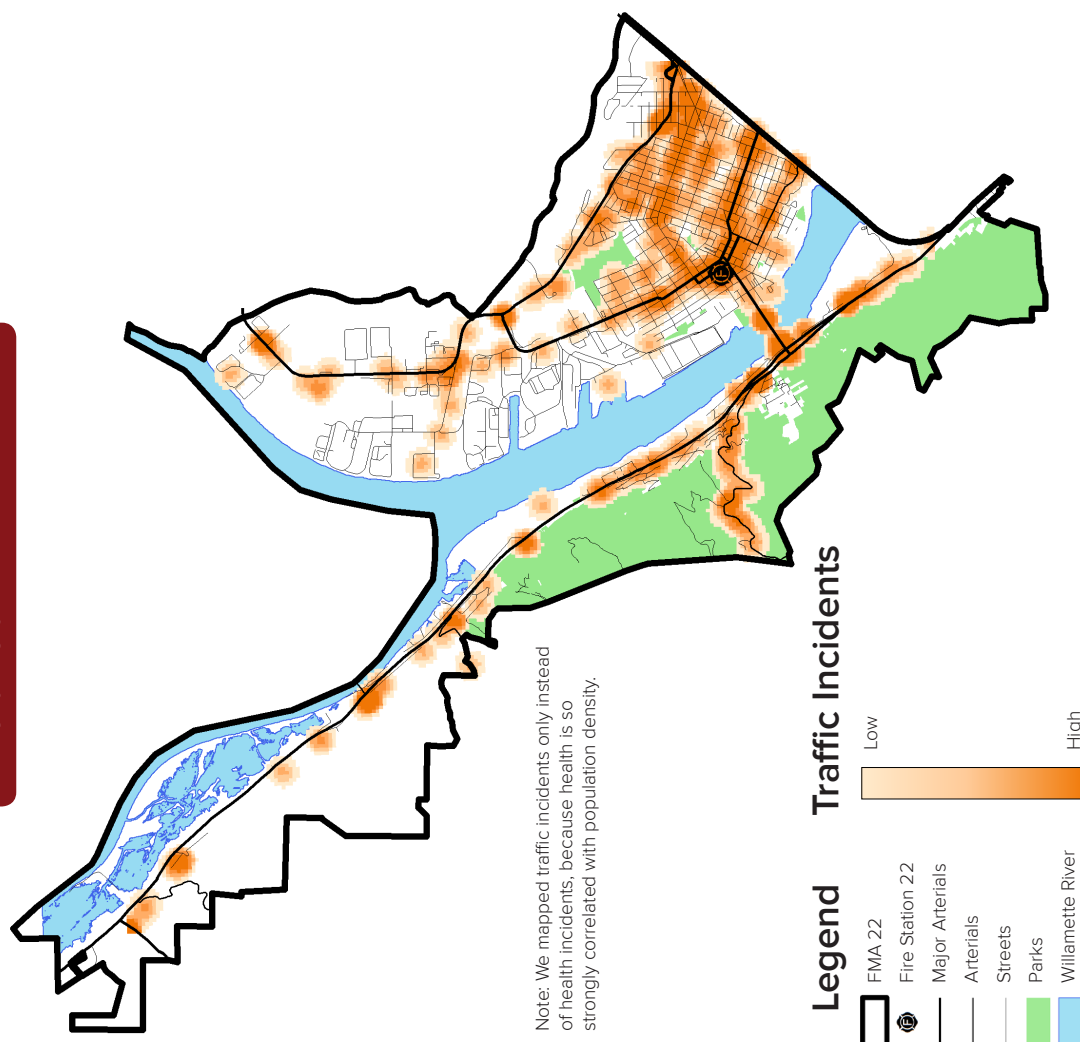 Note: We mapped traffic incidents only instead
of health incidents, because health is so
strongly correlated with population density.
Legend
FMA 22
Fire Station 22
Major Arterials
Arterials
Streets
Parks
Willamette River
Traffic Incidents
Low
High